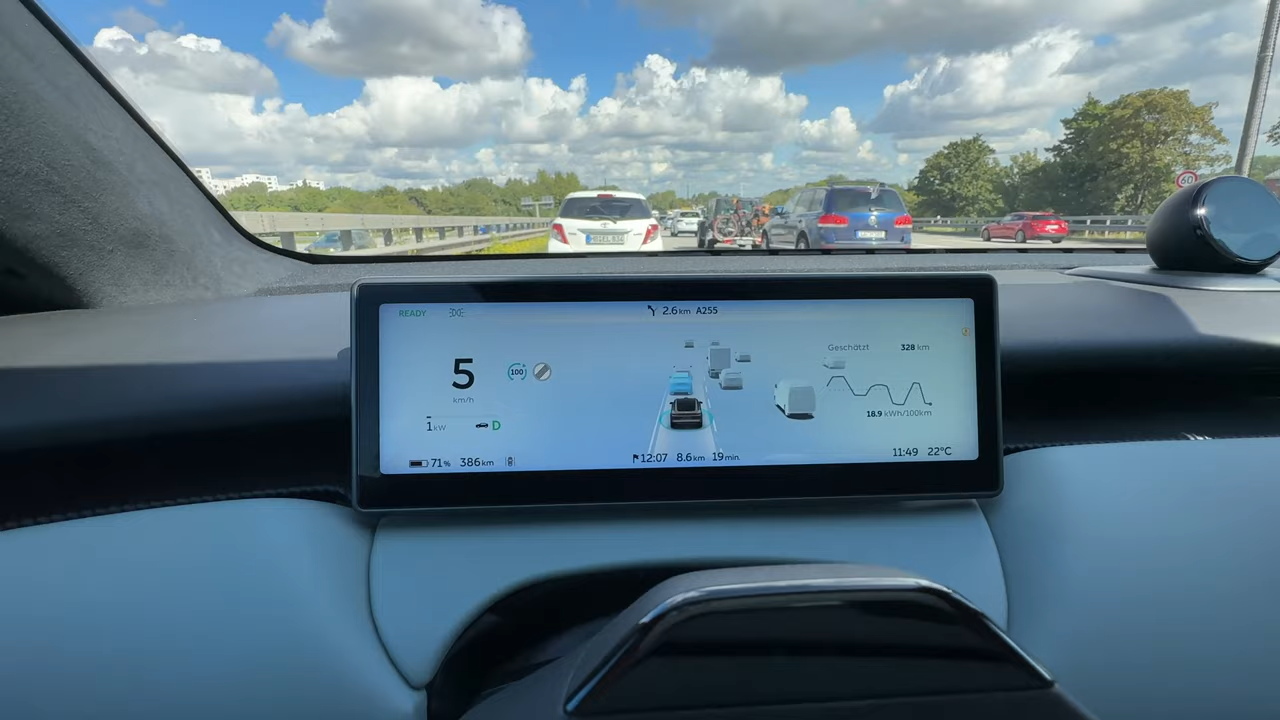 60
READY
2.6 km A255
5
km/h
100
Geschätzt 328 km
18.9 kWh/100km
1 kW
D
71 % 386 km
12:07 8.6 km 19 min.
11:49 22°C